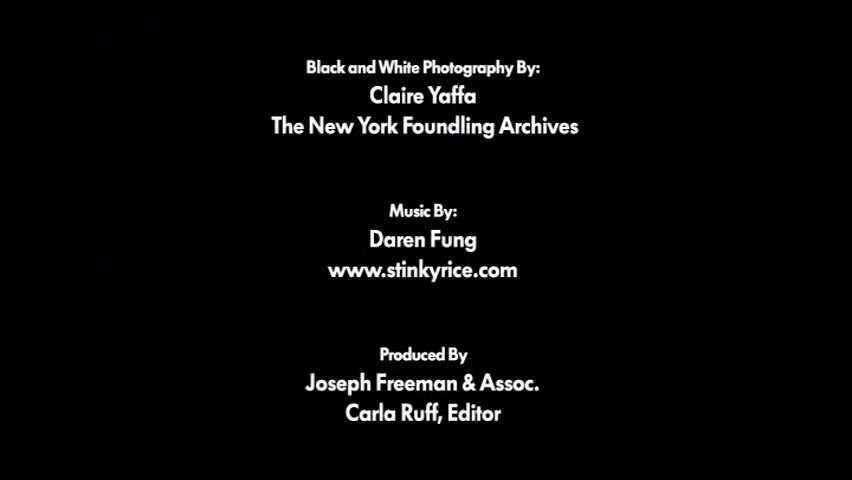 Black and White Photography By:
Claire Yaffa
The New York Foundling Archives
Music By:
Daren Fung
www.stinkyrice.com
Produced By
Joseph Freeman & Assoc.
Carla Ruff, Editor